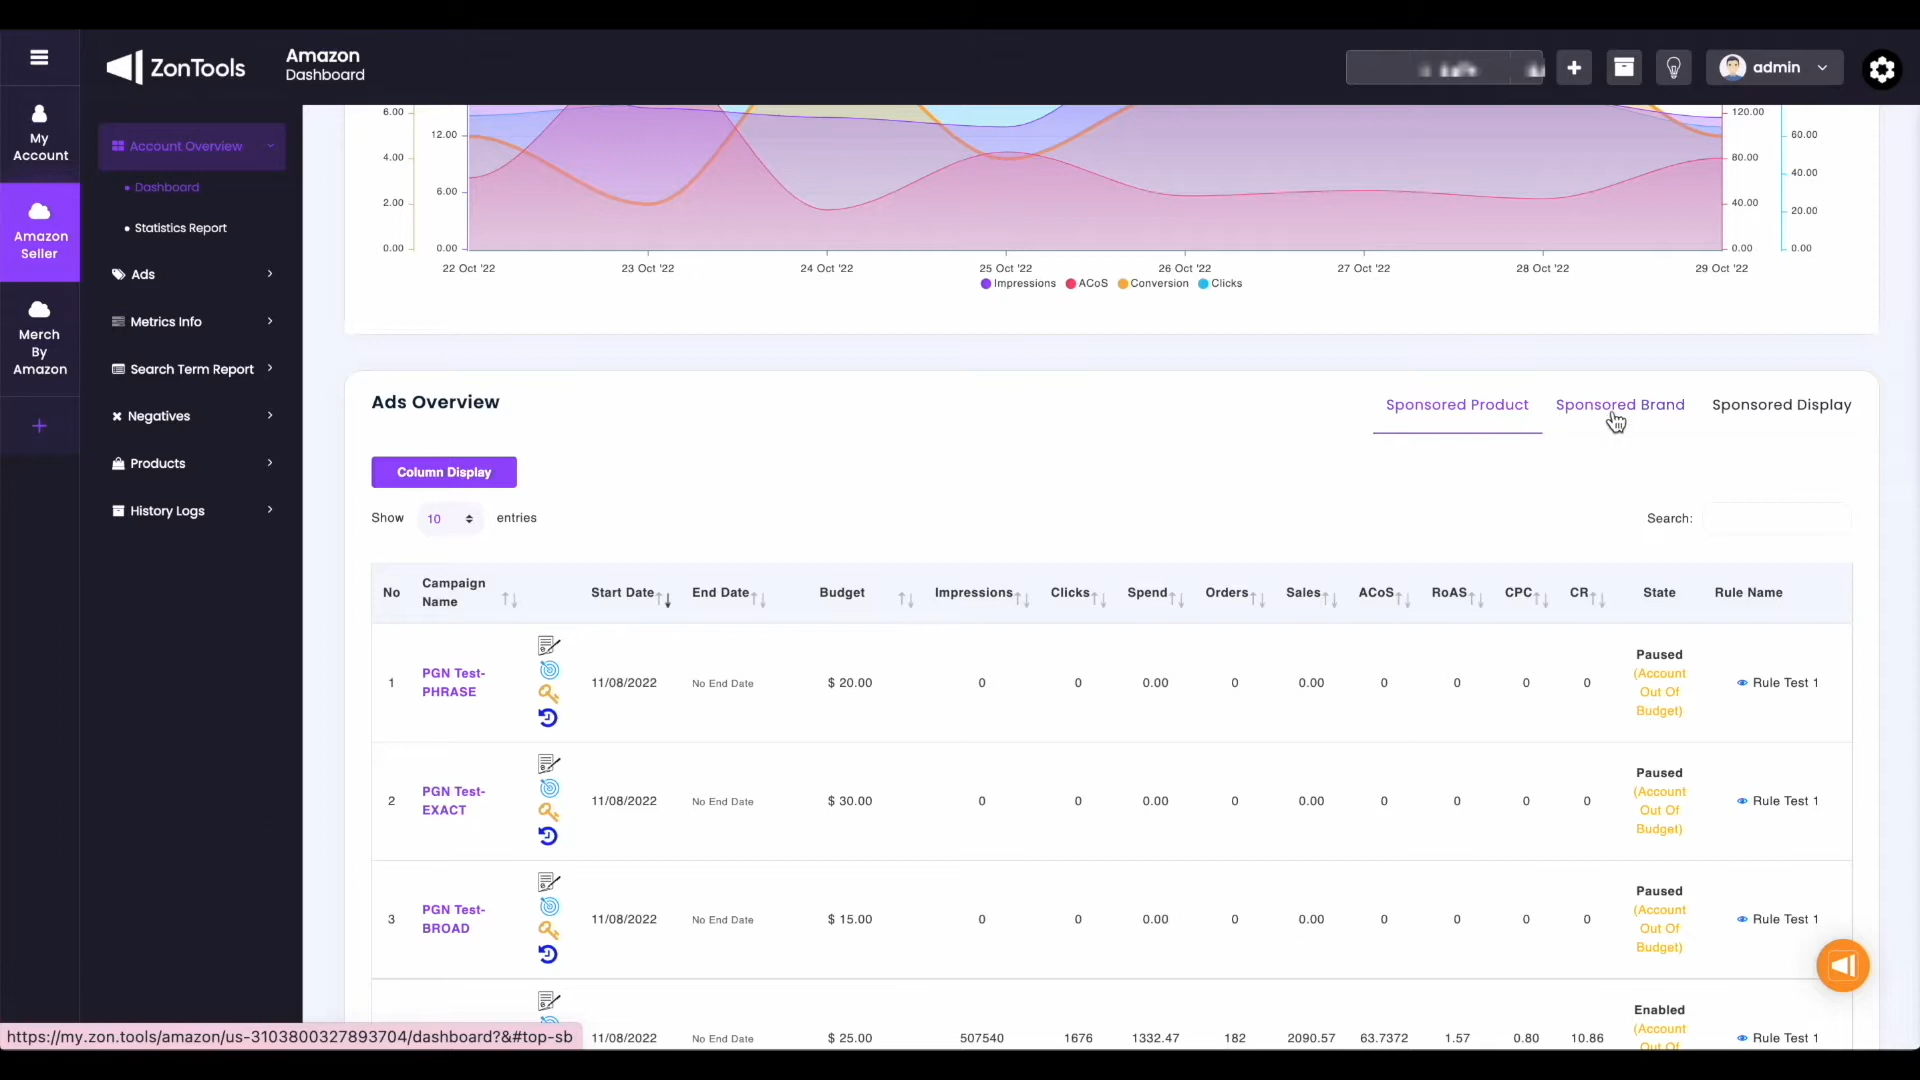 ZonTools
Amazon
Dashboard
admin
My
Account
Amazon
Seller
Merch
By
Amazon
Account Overview
Dashboard
Statistics Report
Ads
Metrics Info
Search Term Report
Negatives
Products
History Logs
6.00
4.00
2.00
0.00
12.00
6.00
0.00
120.00
80.00
40.00
0.00
60.00
40.00
20.00
0.00
22 Oct '22 23 Oct '22 24 Oct '22 25 Oct '22 26 Oct '22 27 Oct '22 28 Oct '22 29 Oct '22
Impressions ACoS Conversion Clicks
Ads Overview
Sponsored Product Sponsored Brand Sponsored Display
Column Display
Show 10 entries
Search:
No Campaign Name Start Date End Date Budget Impressions Clicks Spend Orders Sales ACoS RoAS CPC CR State Rule Name
1 PGN Test-PHRASE 11/08/2022 No End Date $ 20.00 0 0 0.00 0 0.00 0 0 0 0 Paused (Account Out Of Budget) Rule Test 1
2 PGN Test-EXACT 11/08/2022 No End Date $ 30.00 0 0 0.00 0 0.00 0 0 0 0 Paused (Account Out Of Budget) Rule Test 1
3 PGN Test-BROAD 11/08/2022 No End Date $ 15.00 0 0 0.00 0 0.00 0 0 0 0 Paused (Account Out Of Budget) Rule Test 1
11/08/2022 No End Date $ 25.00 507540 1676 1332.47 182 2090.57 63.7372 1.57 0.80 10.86 Enabled (Account Out Of Rule Test 1
https://my.zon.tools/amazon/us-3103800327893704/dashboard?&#top-sb